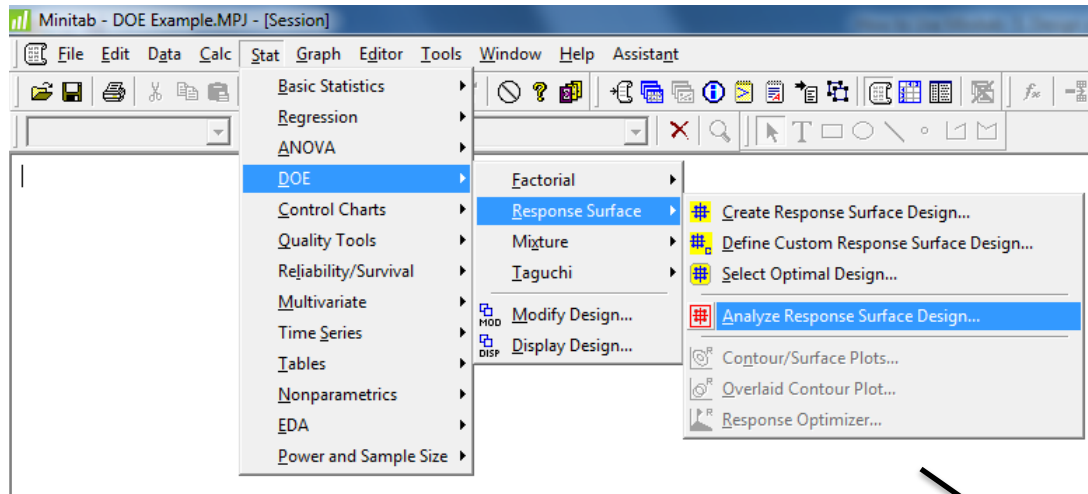 Minitab - DOE Example.MPJ - [Session]
File Edit Data Calc Stat Graph Editor Tools Window Help Assistant
Basic Statistics
Regression
ANOVA
DOE
Control Charts
Quality Tools
Reliability/Survival
Multivariate
Time Series
Tables
Nonparametrics
EDA
Power and Sample Size
Factorial
Response Surface
Mixture
Taguchi
MOD Modify Design...
DISP Display Design...
Create Response Surface Design...
Define Custom Response Surface Design...
Select Optimal Design...
Analyze Response Surface Design...
Contour/Surface Plots...
Overlaid Contour Plot...
Response Optimizer...